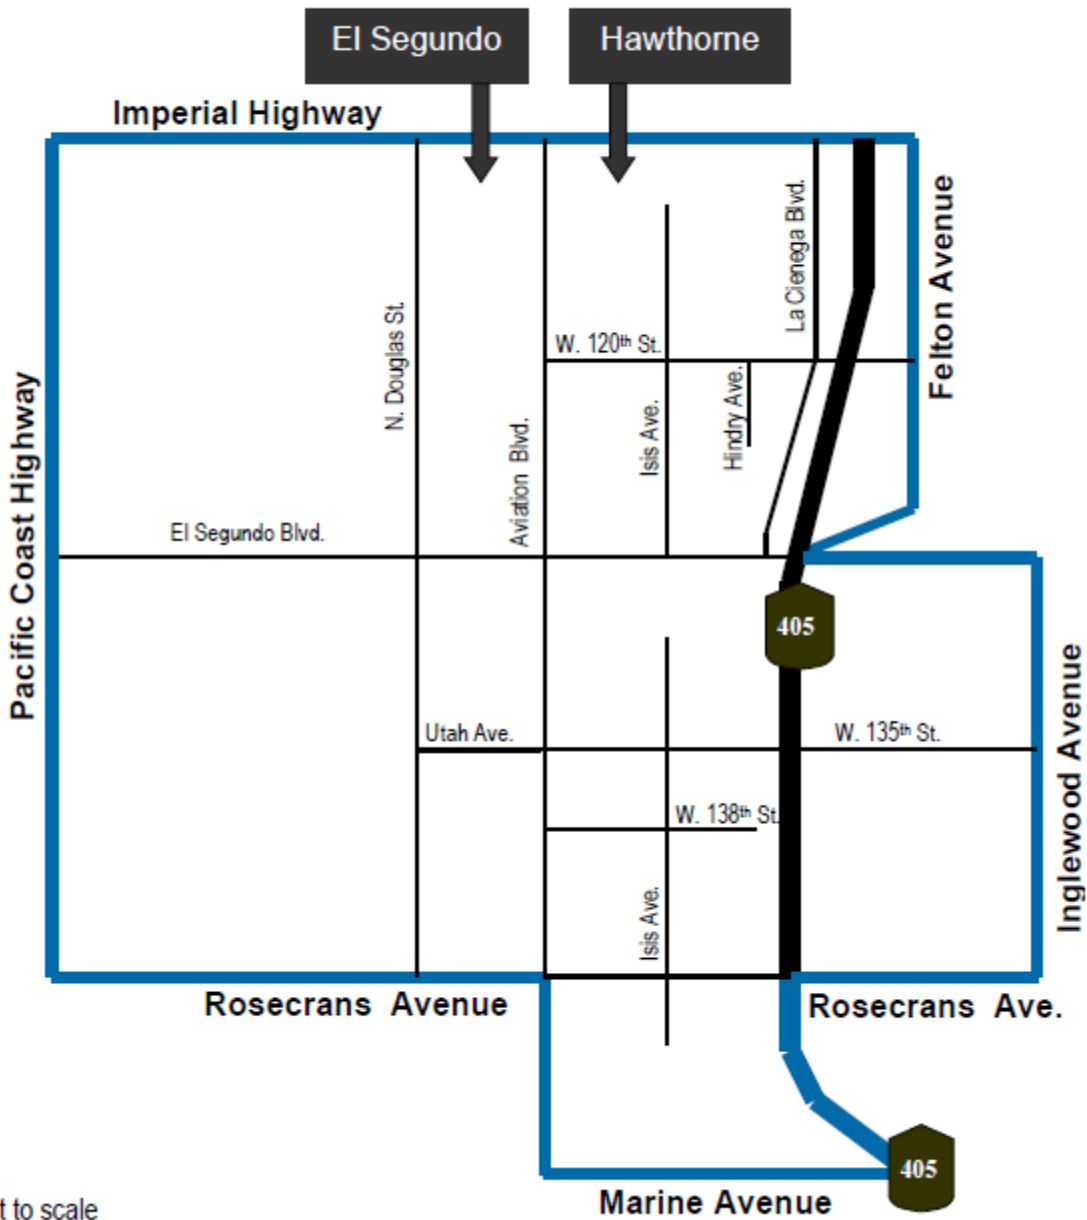 El Segundo
Hawthorne
Imperial Highway
La Cienega Blvd.
Felton Avenue
N. Douglas St.
W. 120th St.
Pacific Coast Highway
Aviation Blvd.
Isis Ave.
Hindry Ave.
El Segundo Blvd.
405
Inglewood Avenue
Utah Ave.
W. 135th St.
W. 138th St.
Isis Ave.
Rosecrans Avenue
Rosecrans Ave.
405
Marine Avenue
t to scale